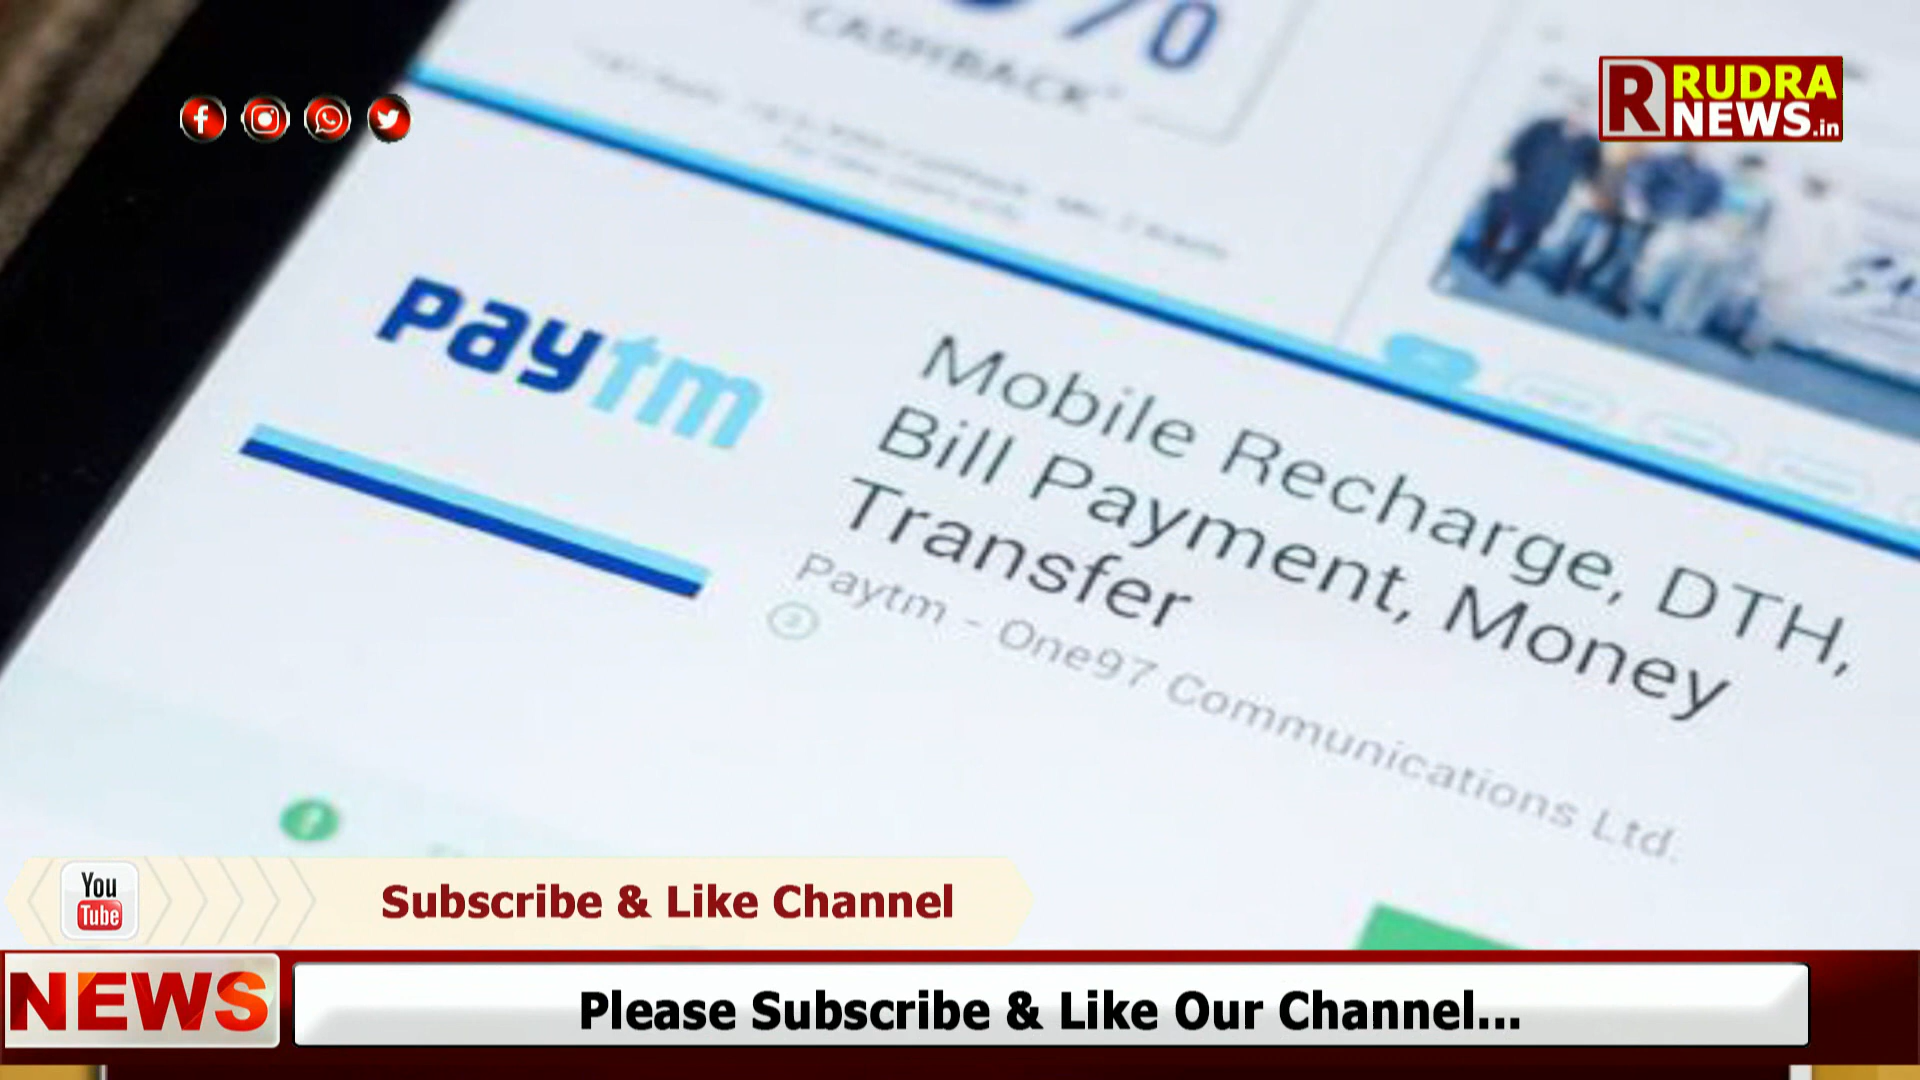 %
CASHBACK
RUDRA
NEWS.in
paytm
Mobile Recharge, DTH,
Bill Payment, Money
Transfer
Paytm - One97 Communications Ltd.
You
Tube
Subscribe & Like Channel
NEWS
Please Subscribe & Like Our Channel...